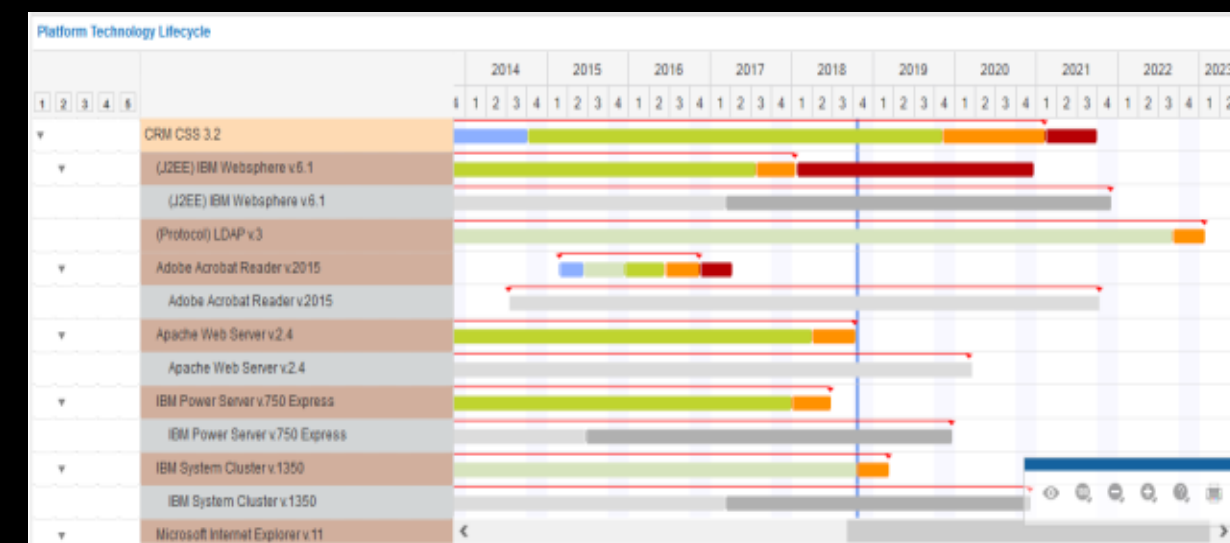 Platform Technology Lifecycle
2014 2015 2016 2017 2018 2019 2020 2021 2022 2023
1 2 3 4 5
4 1 2 3 4 1 2 3 4 1 2 3 4 1 2 3 4 1 2 3 4 1 2 3 4 1 2 3 4 1 2 3 4 1 2 3 4 1 2
CRM CSS 3.2
(J2EE) IBM Websphere v.6.1
(J2EE) IBM Websphere v.6.1
(Protocol) LDAP v.3
Adobe Acrobat Reader v.2015
Adobe Acrobat Reader v.2015
Apache Web Server v.2.4
Apache Web Server v.2.4
IBM Power Server v.750 Express
IBM Power Server v.750 Express
IBM System Cluster v.1350
IBM System Cluster v.1350
Microsoft Internet Explorer v.11